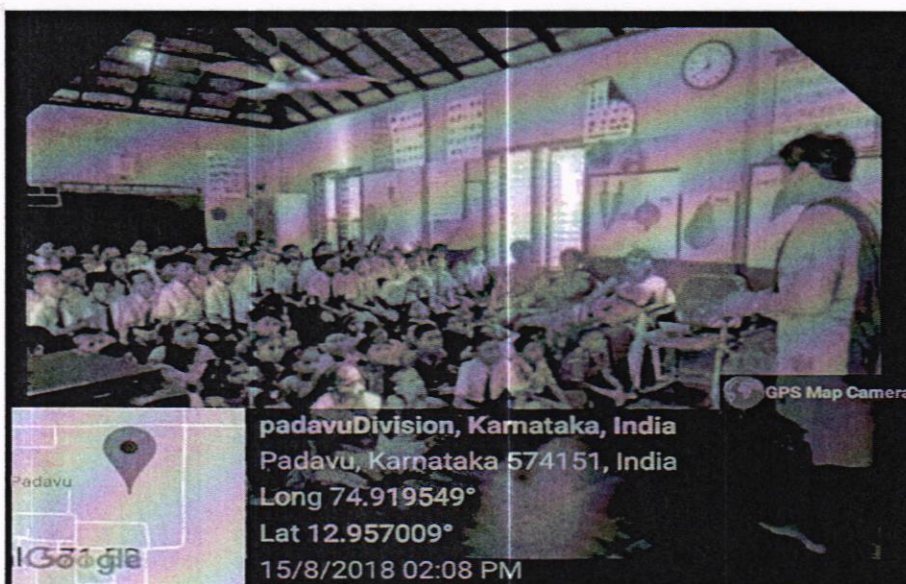 GPS Map Camera
padavuDivision, Karnataka, India
Padavu, Karnataka 574151, India
Long 74.919549°
Lat 12.957009°
15/8/2018 02:08 PM
Padavu
Google